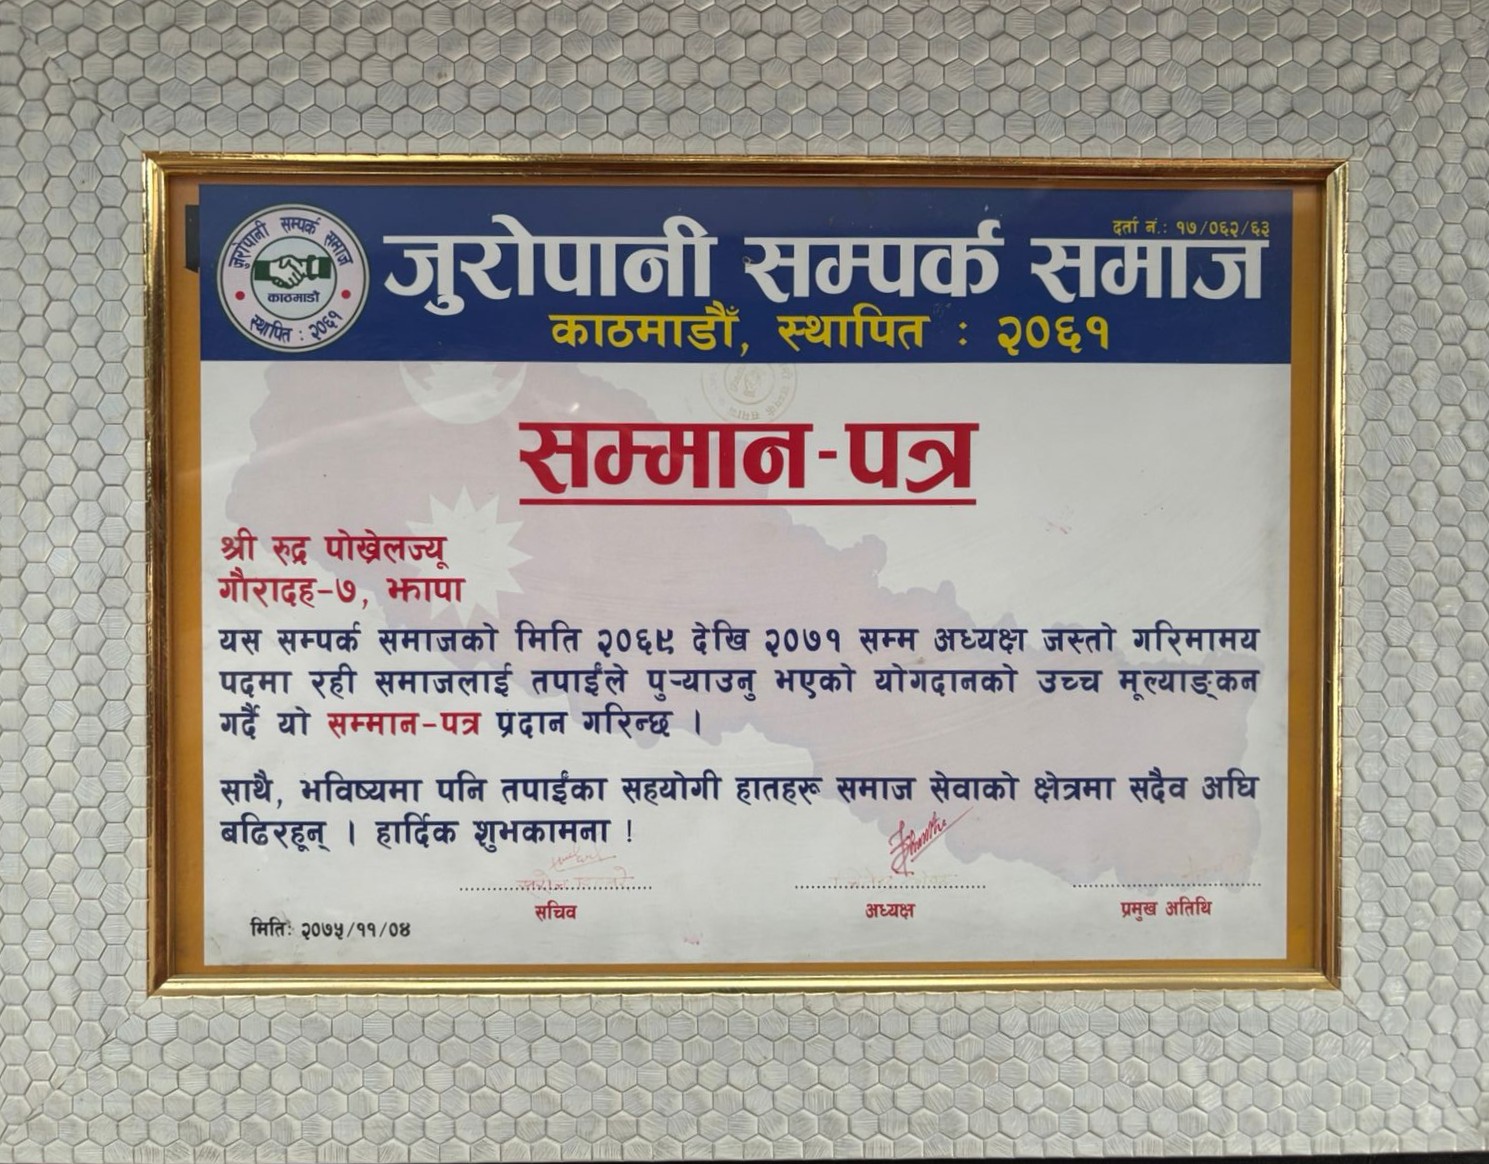 दर्ता नं.: १७/०६२/६३
जुरोपानी सम्पर्क समाज
काठमाडौँ, स्थापित : २०६१
जुरोपानी सम्पर्क समाज
काठमाडौं
स्थापित : २०६१
सम्मान-पत्र
श्री रुद्र पोख्रेलज्यू
गौरादह-७, झापा
यस सम्पर्क समाजको मिति २०६९ देखि २०७१ सम्म अध्यक्ष जस्तो गरिमामय
पदमा रही समाजलाई तपाईंले पुऱ्याउनु भएको योगदानको उच्च मूल्याङ्कन
गर्दै यो सम्मान-पत्र प्रदान गरिन्छ ।
साथै, भविष्यमा पनि तपाईंका सहयोगी हातहरू समाज सेवाको क्षेत्रमा सदैव अघि
बढिरहून् । हार्दिक शुभकामना !
सचिव
अध्यक्ष
प्रमुख अतिथि
मिति: २०७५/११/०४